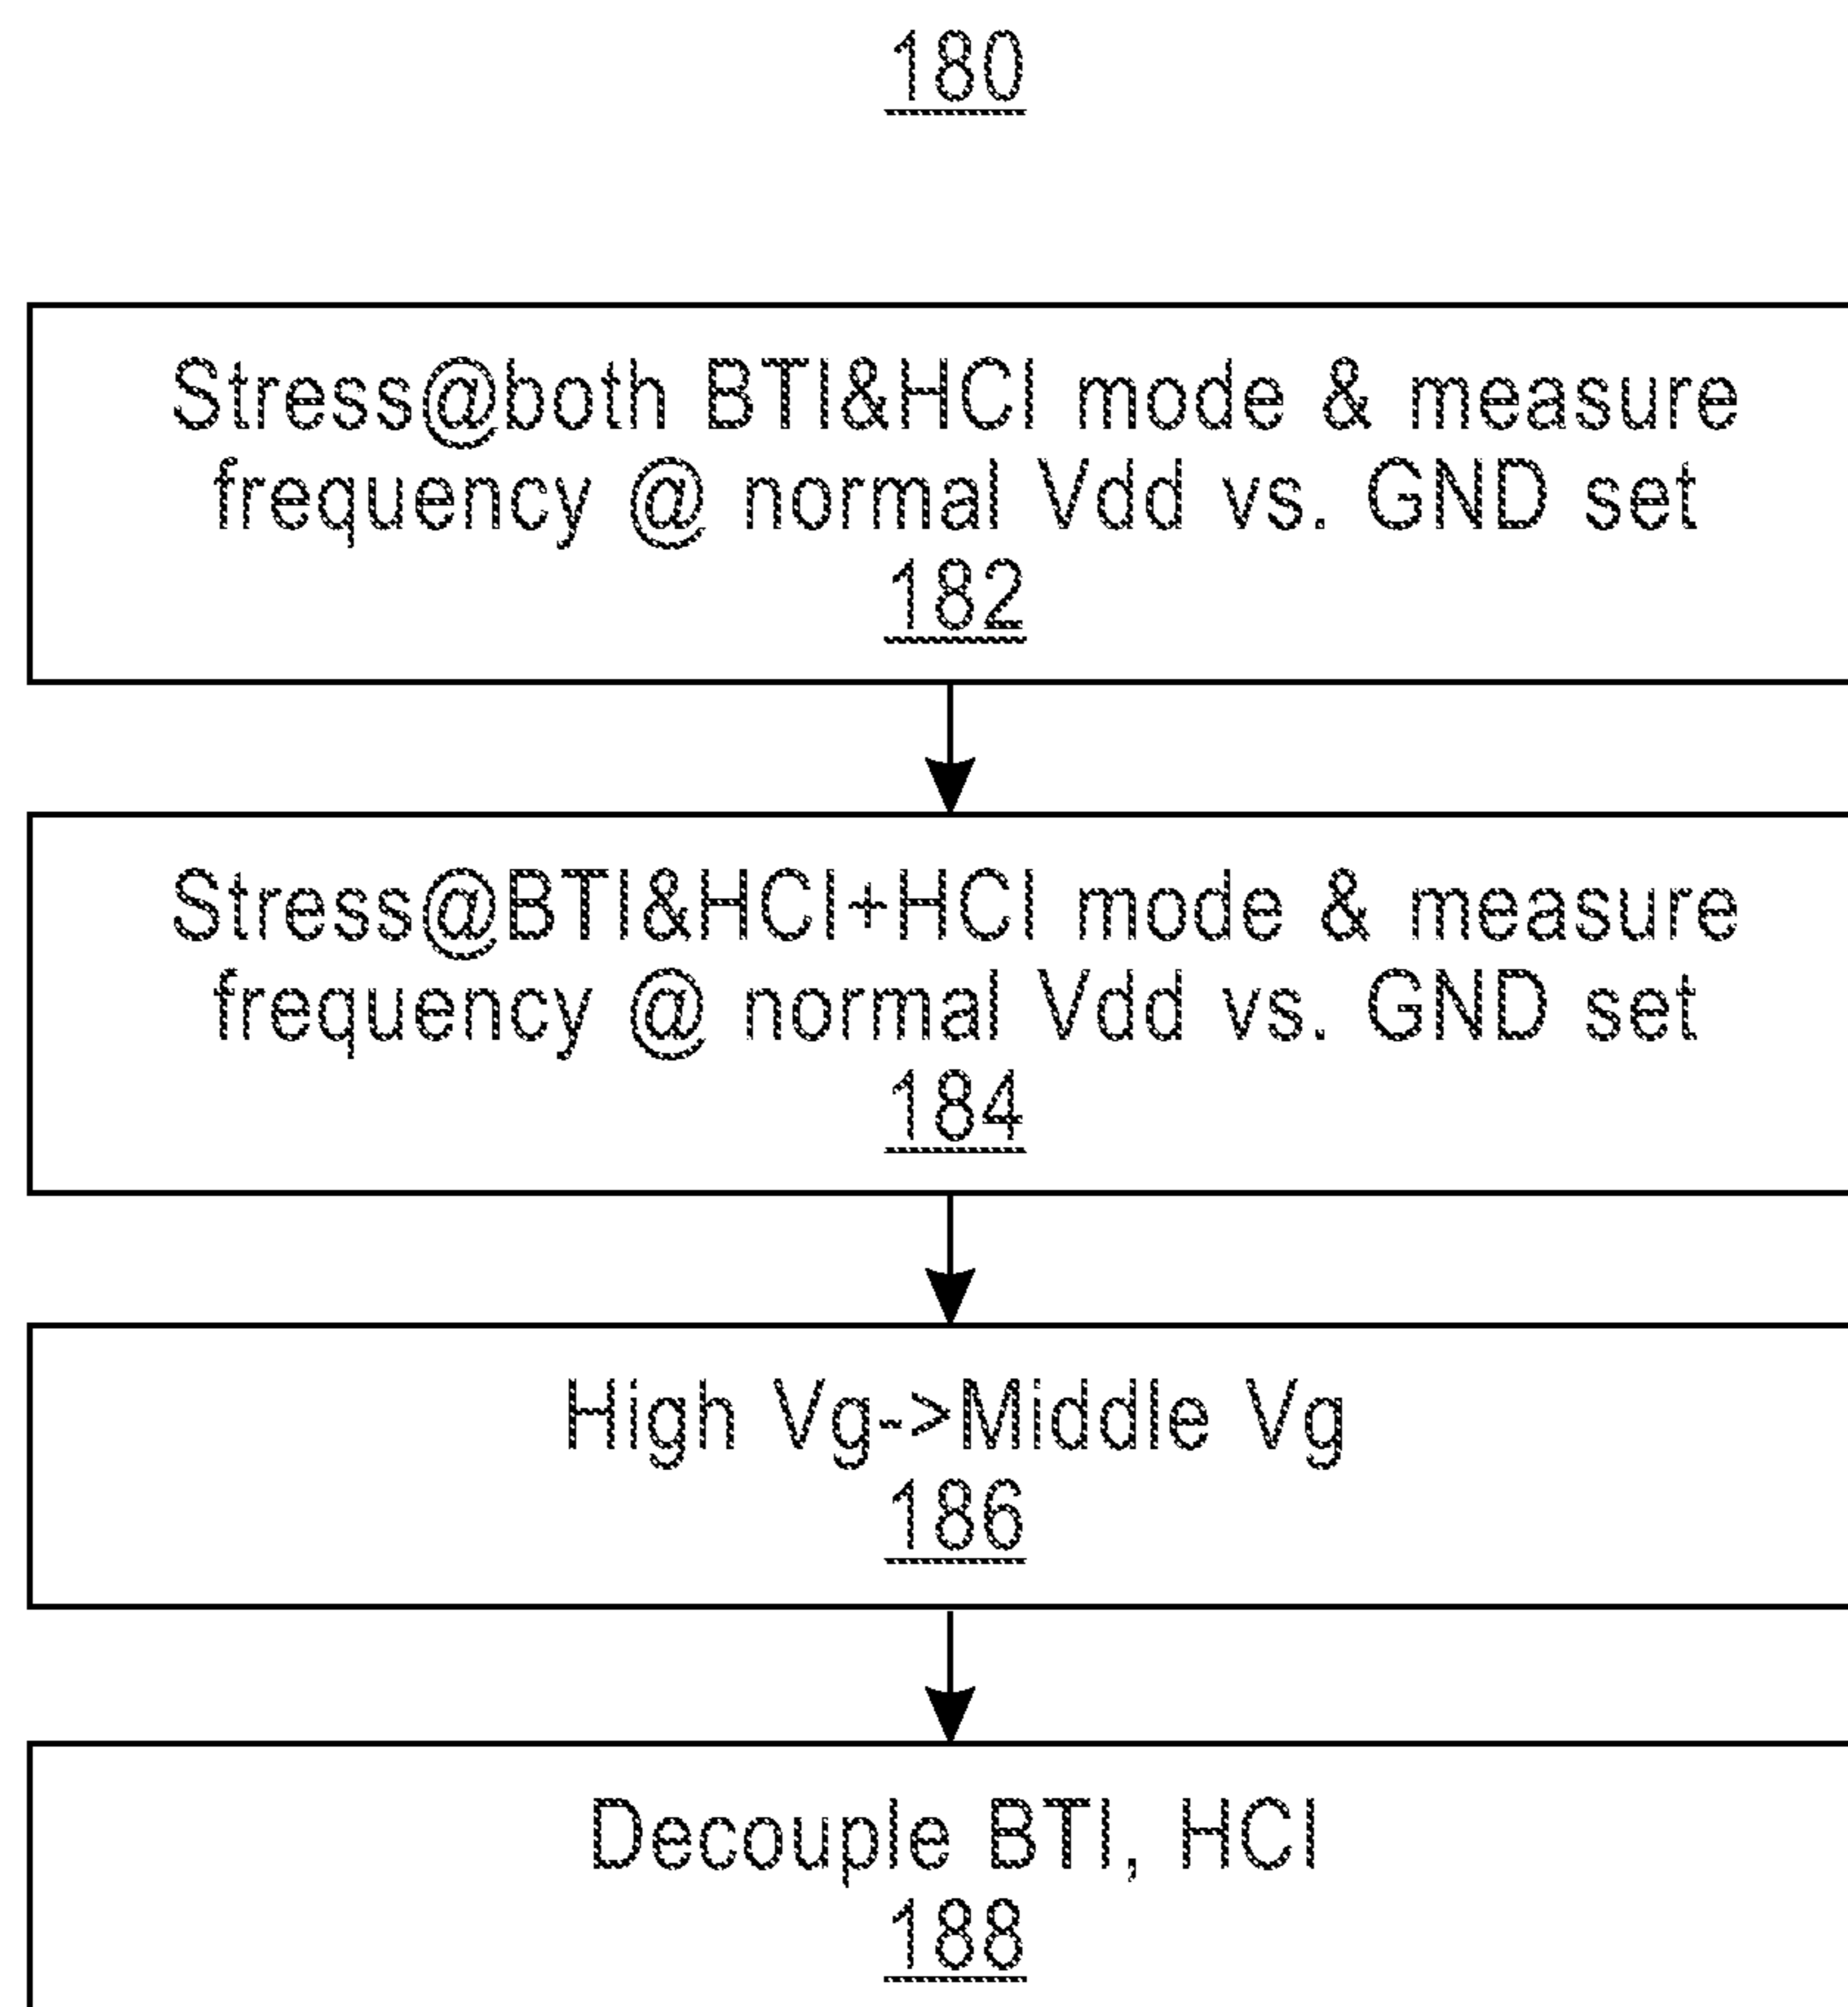 180
Stress@both BTI&HCI mode & measure
frequency @ normal Vdd vs. GND set
182
Stress@BTI&HCI+HCI mode & measure
frequency @ normal Vdd vs. GND set
184
High Vg->Middle Vg
186
Decouple BTI, HCI
188